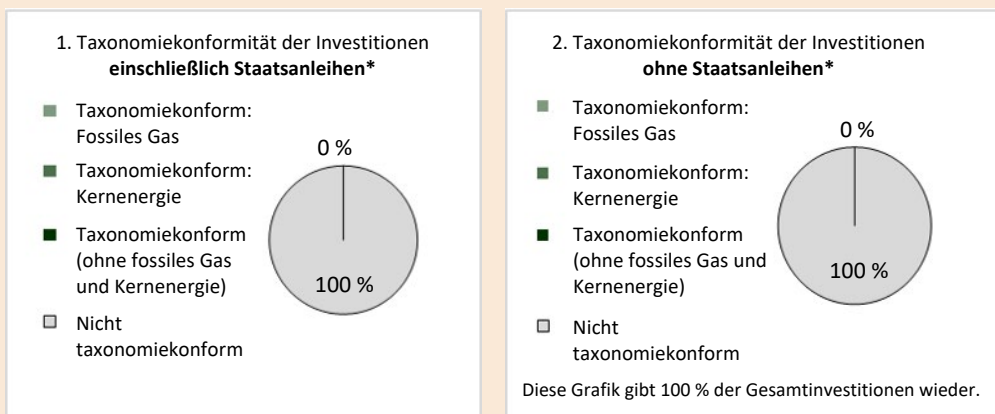 1. Taxonomiekonformität der Investitionen
einschließlich Staatsanleihen*
Taxonomiekonform:
Fossiles Gas
Taxonomiekonform:
Kernenergie
Taxonomiekonform
(ohne fossiles Gas
und Kernenergie)
Nicht
taxonomiekonform
0 %
100 %
2. Taxonomiekonformität der Investitionen
ohne Staatsanleihen*
Taxonomiekonform:
Fossiles Gas
Taxonomiekonform:
Kernenergie
Taxonomiekonform
(ohne fossiles Gas und
Kernenergie)
Nicht
taxonomiekonform
0 %
100 %
Diese Grafik gibt 100 % der Gesamtinvestitionen wieder.